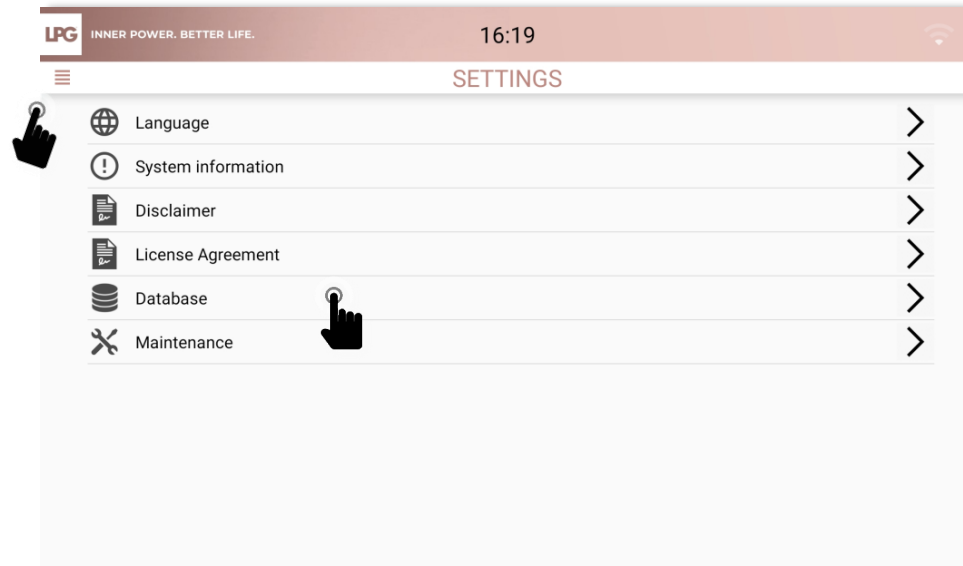 LPG INNER POWER. BETTER LIFE. 16:19
SETTINGS
Language
System information
Disclaimer
License Agreement
Database
Maintenance